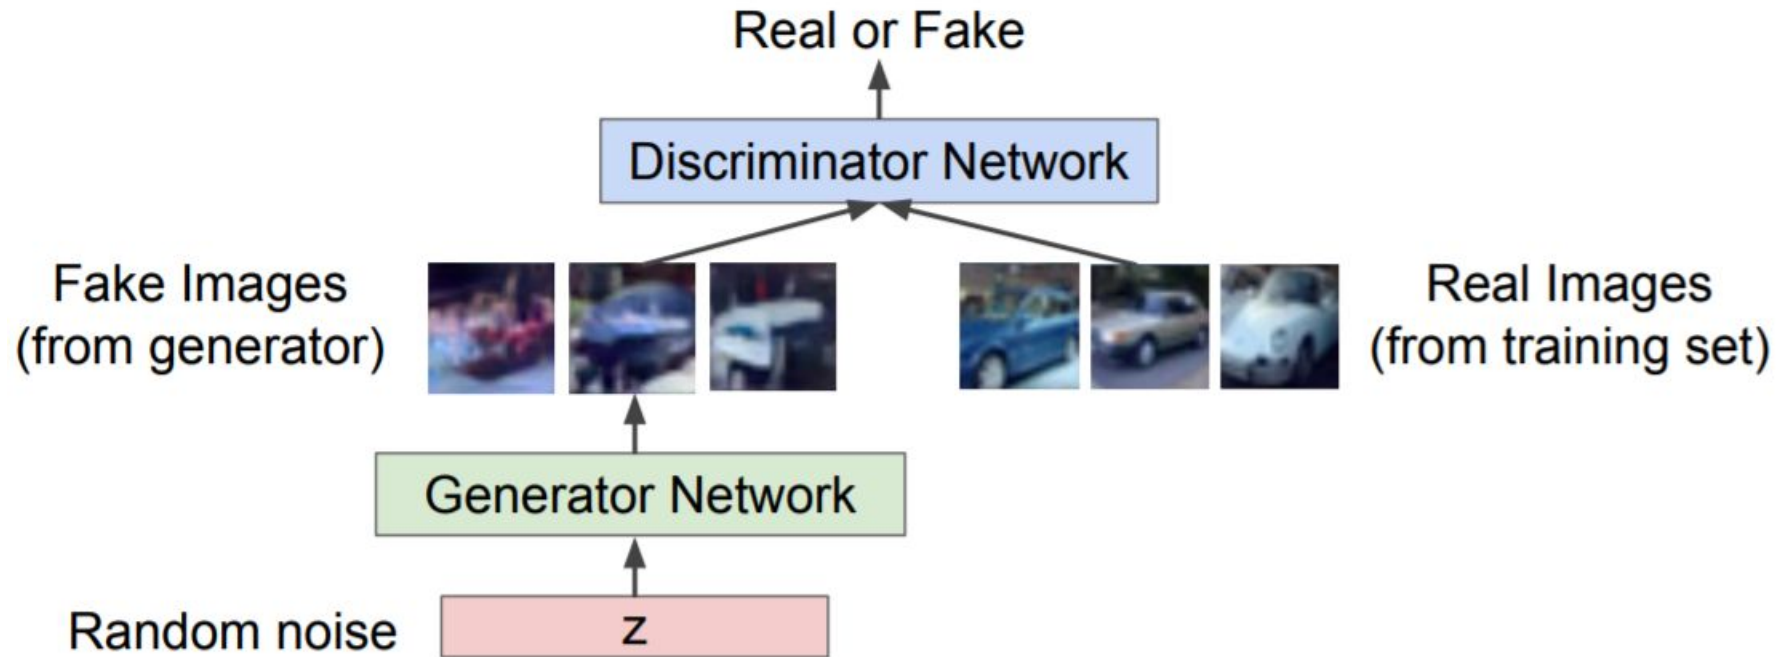 Real or Fake
Discriminator Network
Fake Images
(from generator)
Real Images
(from training set)
Generator Network
Random noise
z